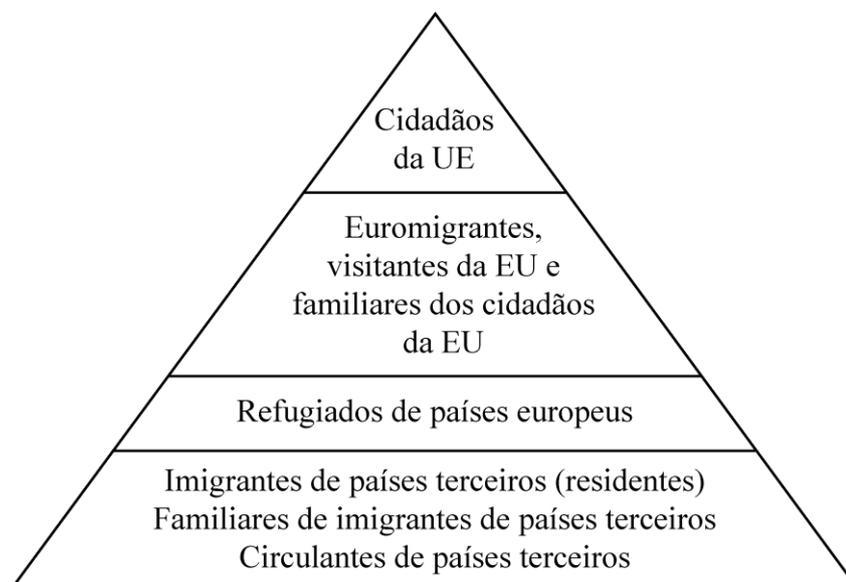 Cidadãos
da UE
Euromigrantes,
visitantes da EU e
familiares dos cidadãos
da EU
Refugiados de países europeus
Imigrantes de países terceiros (residentes)
Familiares de imigrantes de países terceiros
Circulantes de países terceiros